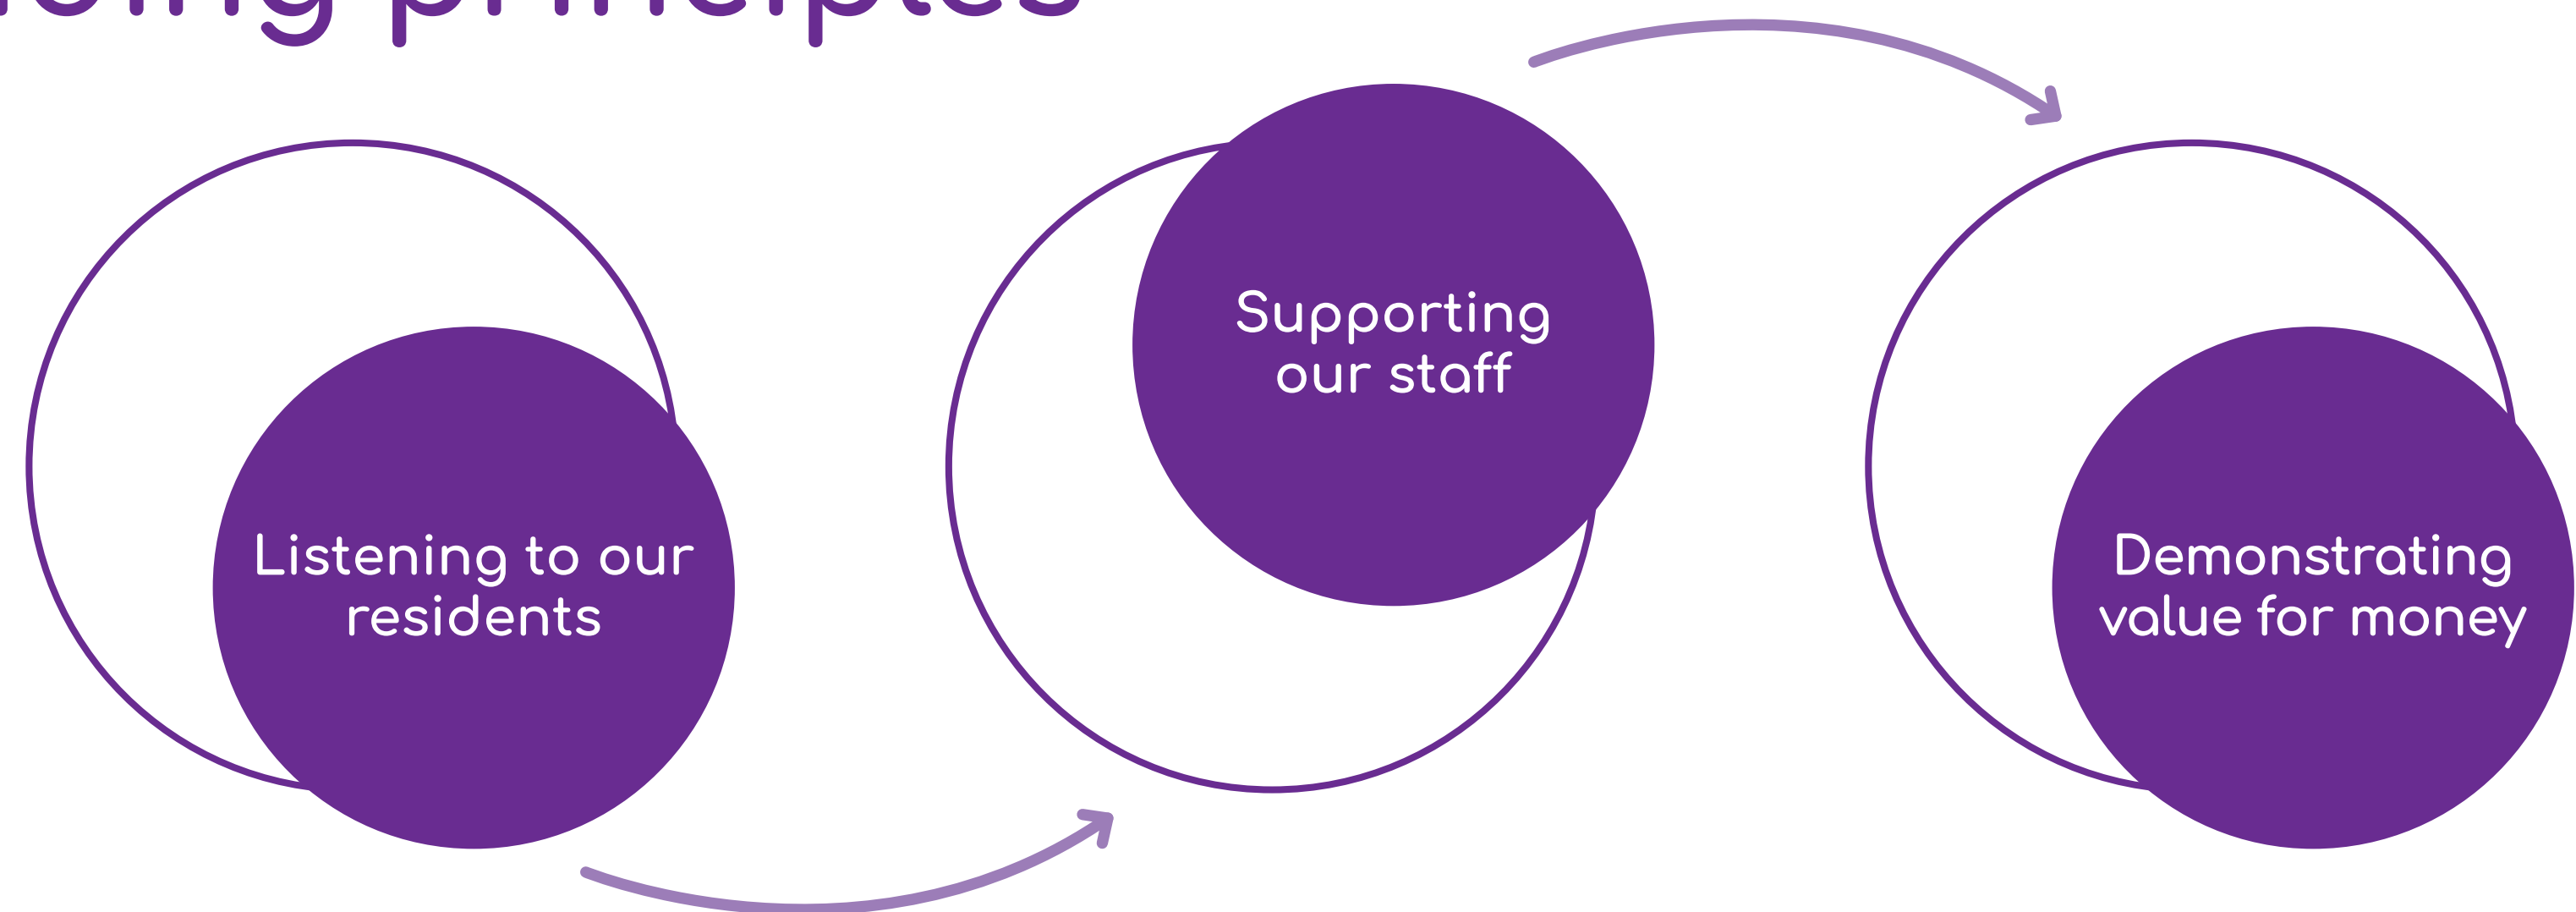 principles
Listening to our
residents
Supporting
our staff
Demonstrating
value for money